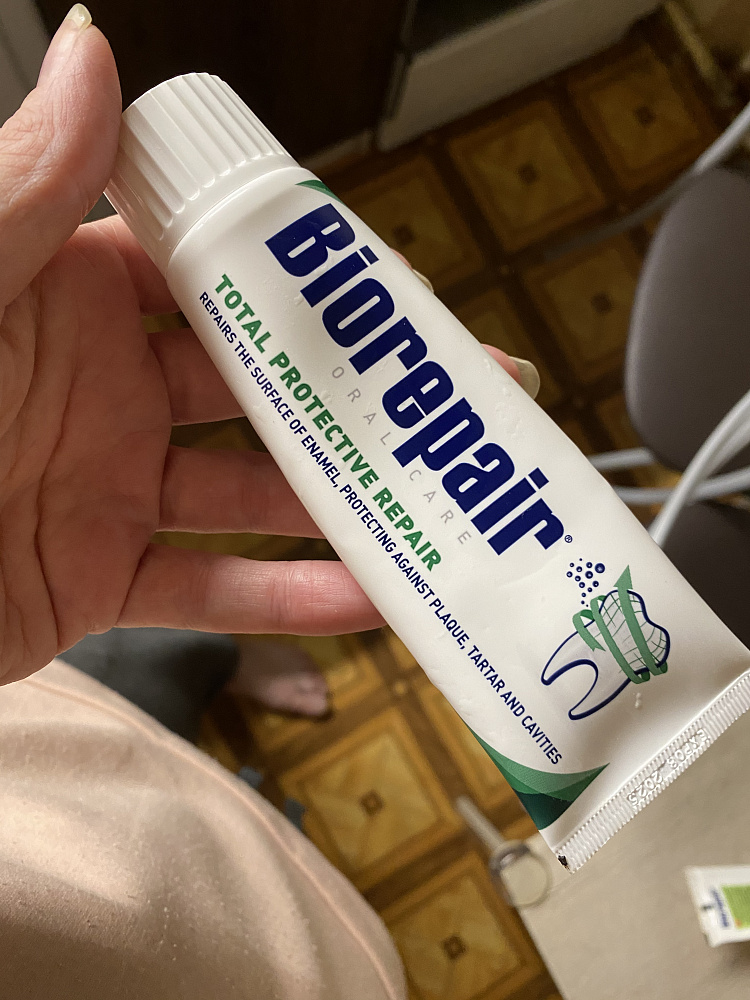 Biorepair®
ORAL CARE
TOTAL PROTECTIVE REPAIR
REPAIRS THE SURFACE OF ENAMEL, PROTECTING AGAINST PLAQUE, TARTAR AND CAVITIES